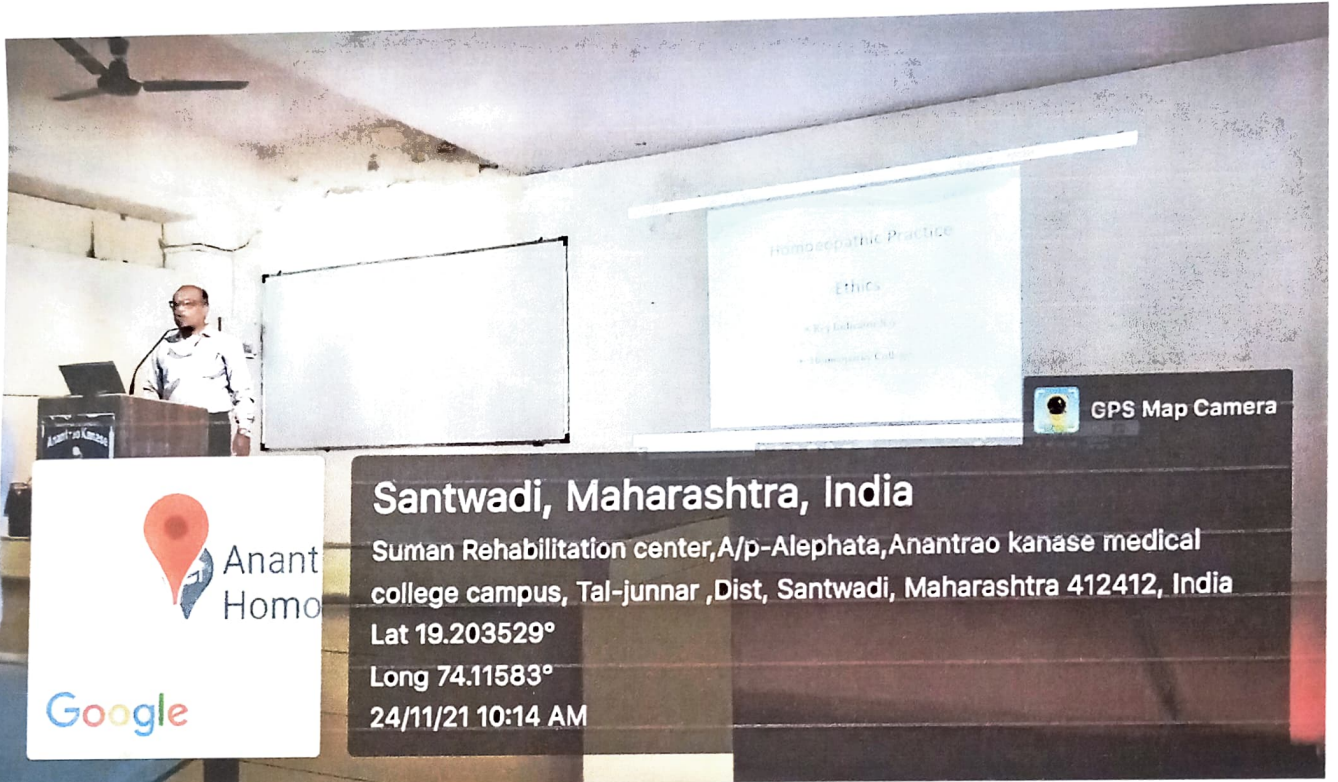 Homoeopathic Practice
Ethics
Anantrao Kanase
GPS Map Camera
Santwadi, Maharashtra, India
Suman Rehabilitation center,A/p-Alephata,Anantrao kanase medical
college campus, Tal-junnar ,Dist, Santwadi, Maharashtra 412412, India
Lat 19.203529°
Long 74.11583°
24/11/21 10:14 AM
Anant
Homo
Google